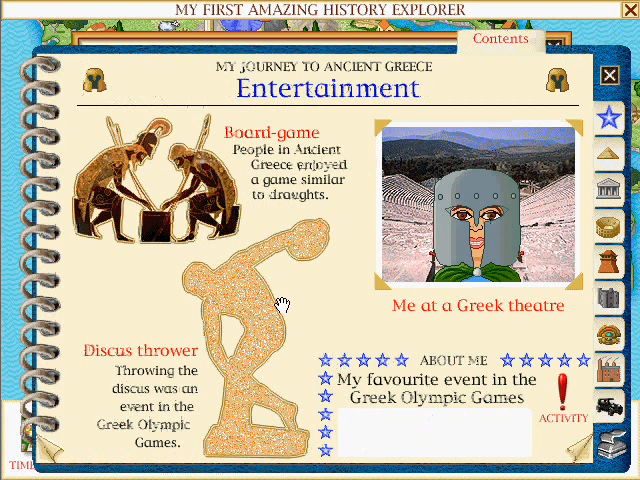 MY FIRST AMAZING HISTORY EXPLORER
Contents
MY JOURNEY TO ANCIENT GREECE
Entertainment
Board-game
People in Ancient
Greece enjoyed
a game similar
to draughts.
Me at a Greek theatre
Discus thrower
Throwing the
discus was an
event in the
Greek Olympic
Games.
ABOUT ME
My favourite event in the
Greek Olympic Games
ACTIVITY
TIME